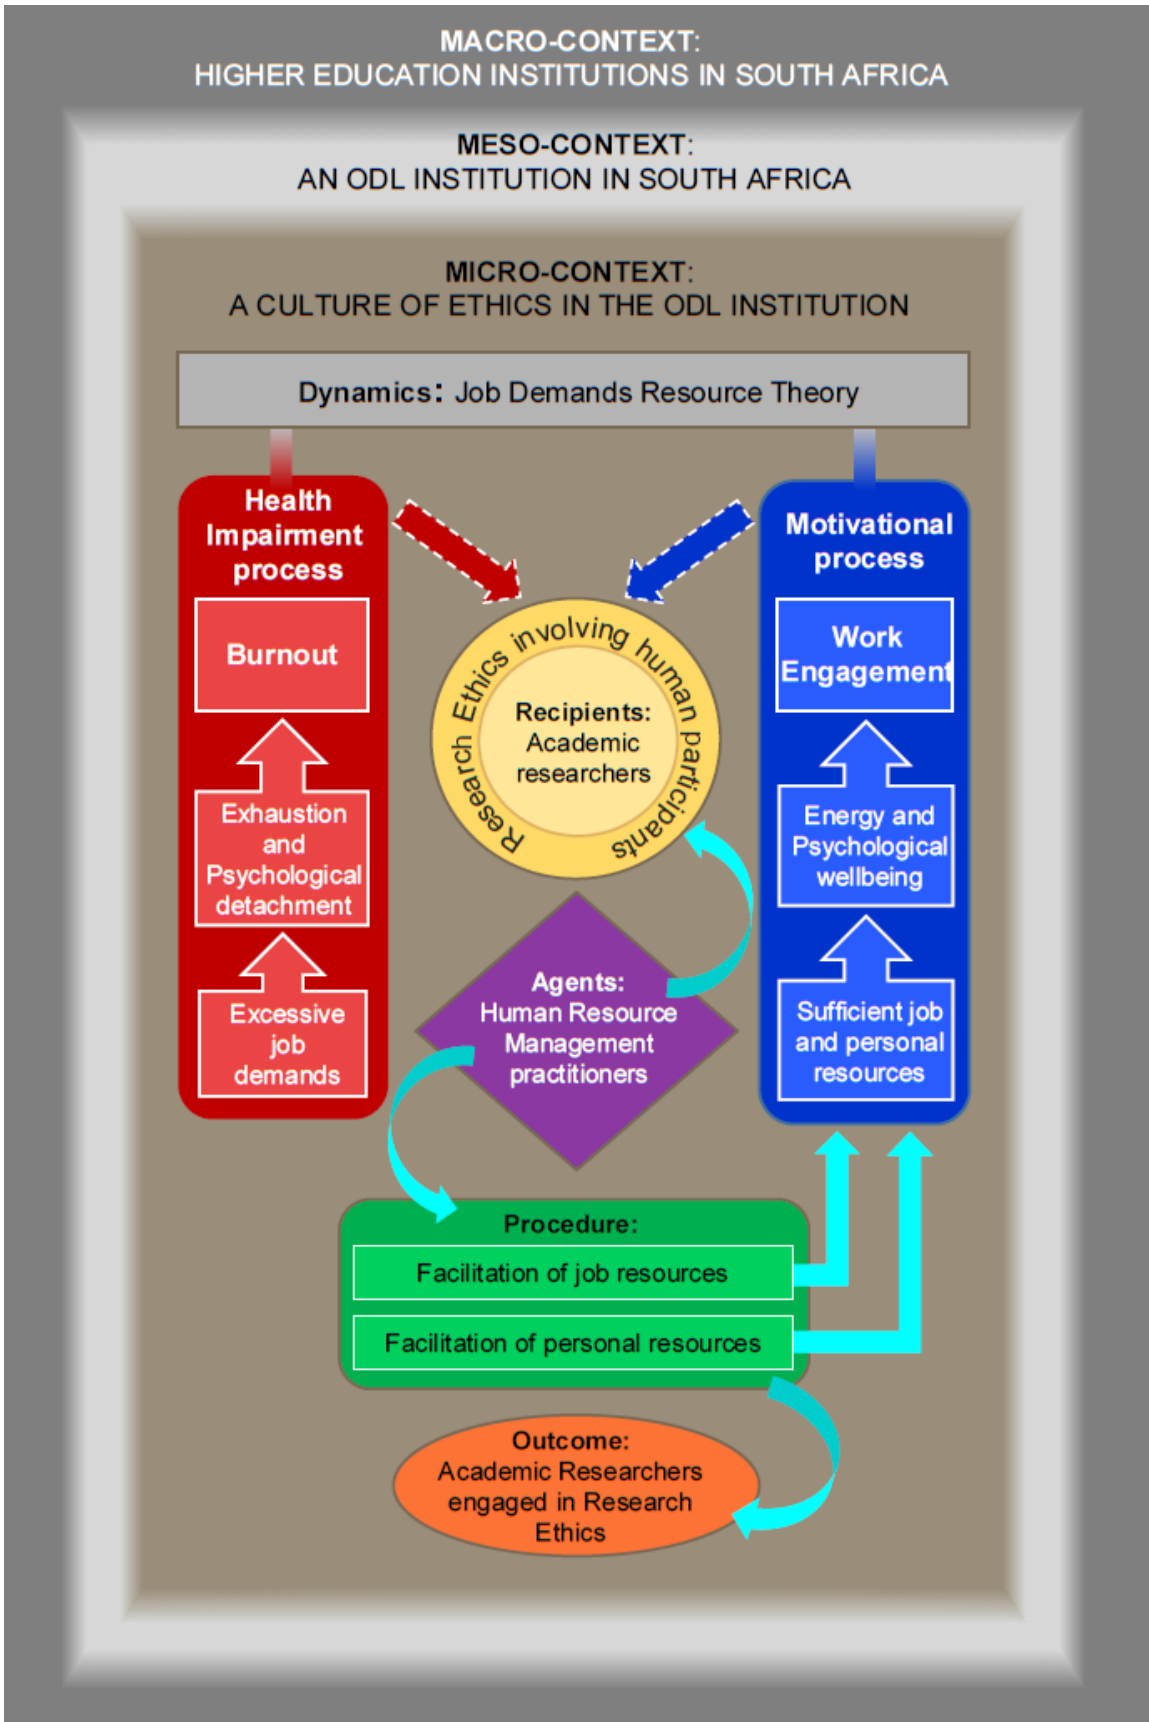 MACRO-CONTEXT:
HIGHER EDUCATION INSTITUTIONS IN SOUTH AFRICA
MESO-CONTEXT:
AN ODL INSTITUTION IN SOUTH AFRICA
MICRO-CONTEXT:
A CULTURE OF ETHICS IN THE ODL INSTITUTION
Dynamics: Job Demands Resource Theory
Health
Impairment
process
Burnout
Exhaustion
and
Psychological
detachment
Excessive
job
demands
Research Ethics involving human participants
Recipients:
Academic
researchers
Motivational
process
Work
Engagement
Energy and
Psychological
wellbeing
Sufficient job
and personal
resources
Agents:
Human Resource
Management
practitioners
Procedure:
Facilitation of job resources
Facilitation of personal resources
Outcome:
Academic Researchers
engaged in Research
Ethics